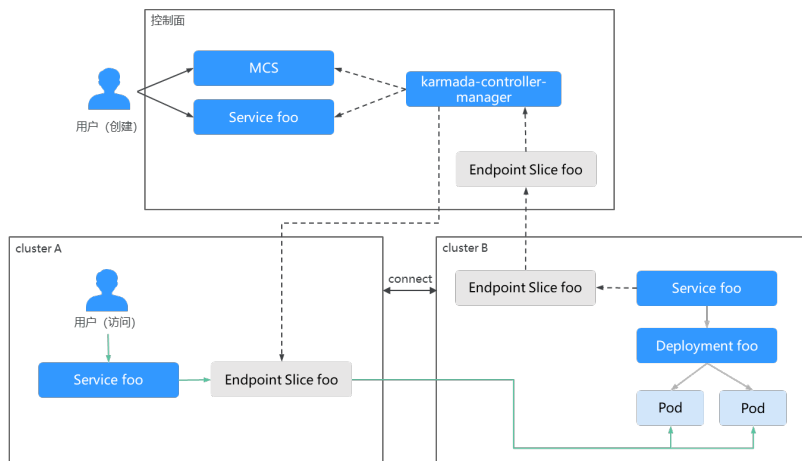 控制面
MCS
karmada-controller-
manager
Service foo
用户（创建）
Endpoint Slice foo
cluster A
connect
cluster B
Endpoint Slice foo
Service foo
用户（访问）
Deployment foo
Service foo
Endpoint Slice foo
Pod
Pod